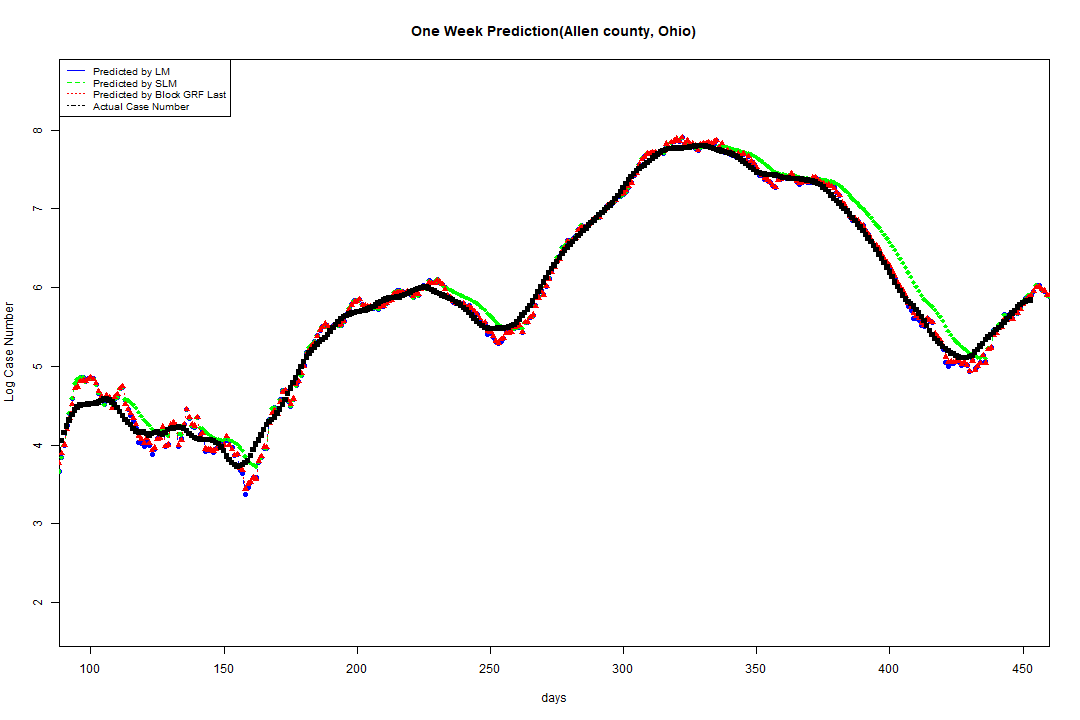 One Week Prediction(Allen county, Ohio)
Predicted by LM
Predicted by SLM
Predicted by Block GRF Last
Actual Case Number
8
7
6
5
4
3
2
Log Case Number
100 150 200 250 300 350 400 450
days